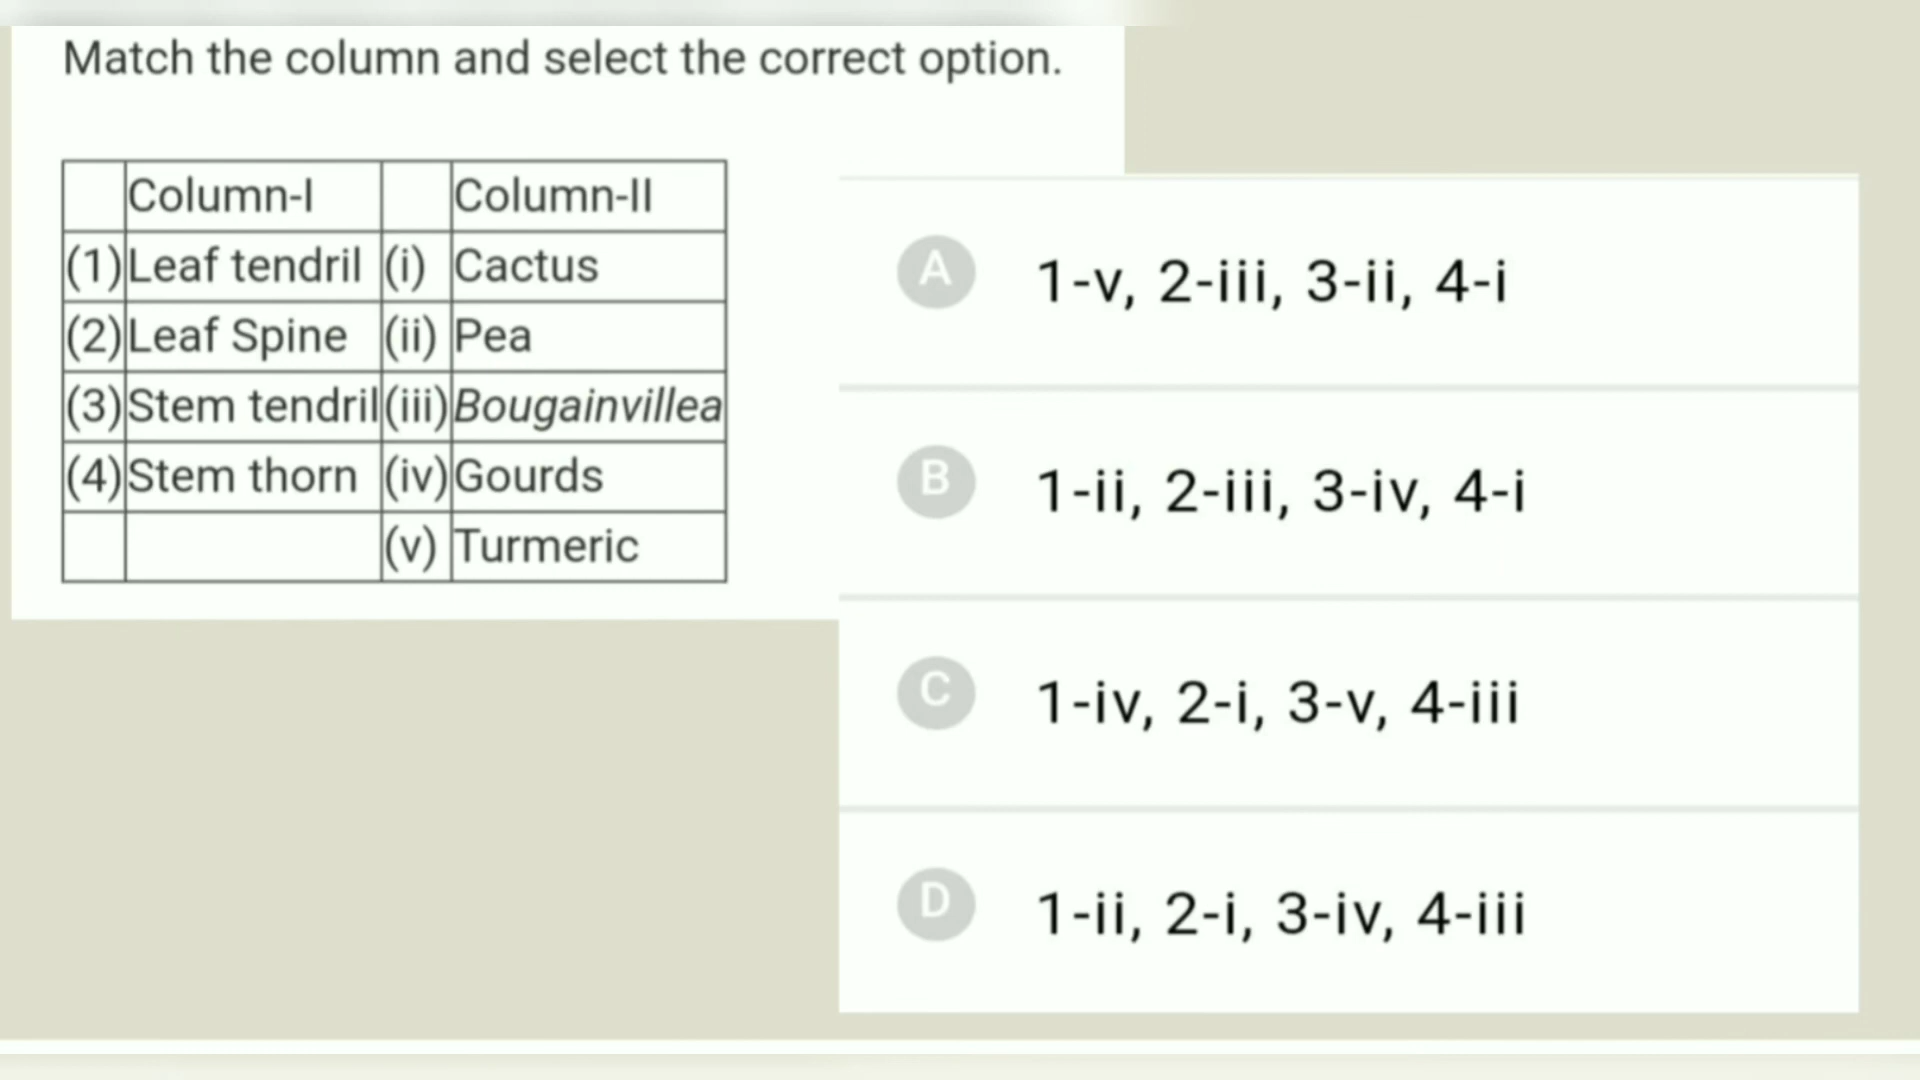 Match the column and select the correct option.
Column-I Column-II
(1) Leaf tendril (i) Cactus
(2) Leaf Spine (ii) Pea
(3) Stem tendril (iii) Bougainvillea
(4) Stem thorn (iv) Gourds
(v) Turmeric
A 1-v, 2-iii, 3-ii, 4-i
B 1-ii, 2-iii, 3-iv, 4-i
C 1-iv, 2-i, 3-v, 4-iii
D 1-ii, 2-i, 3-iv, 4-iii